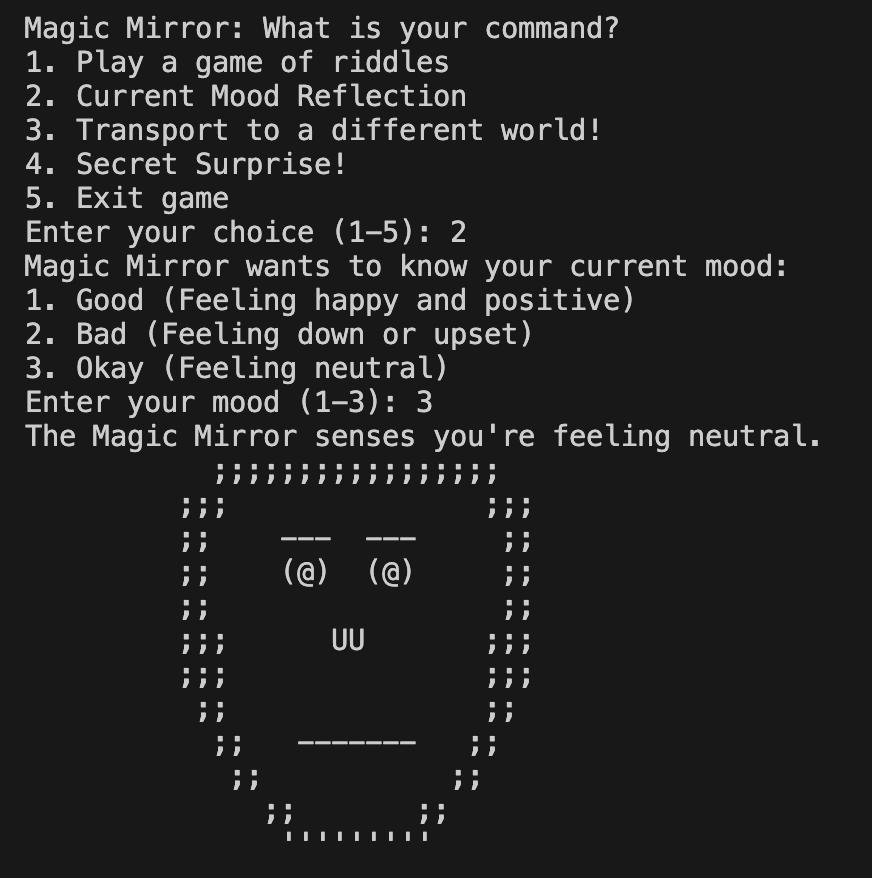 Magic Mirror: What is your command?
1. Play a game of riddles
2. Current Mood Reflection
3. Transport to a different world!
4. Secret Surprise!
5. Exit game
Enter your choice (1-5): 2
Magic Mirror wants to know your current mood:
1. Good (Feeling happy and positive)
2. Bad (Feeling down or upset)
3. Okay (Feeling neutral)
Enter your mood (1-3): 3
The Magic Mirror senses you're feeling neutral.
           ;;;;;;;;;;;;;;;;;
         ;;;               ;;;
         ;;    ---  ---     ;;
         ;;    (@)  (@)     ;;
         ;;                 ;;
         ;;;      UU       ;;;
         ;;;               ;;;
          ;;               ;;
           ;;   -------   ;;
            ;;           ;;
              ;;       ;;
               '''''''''